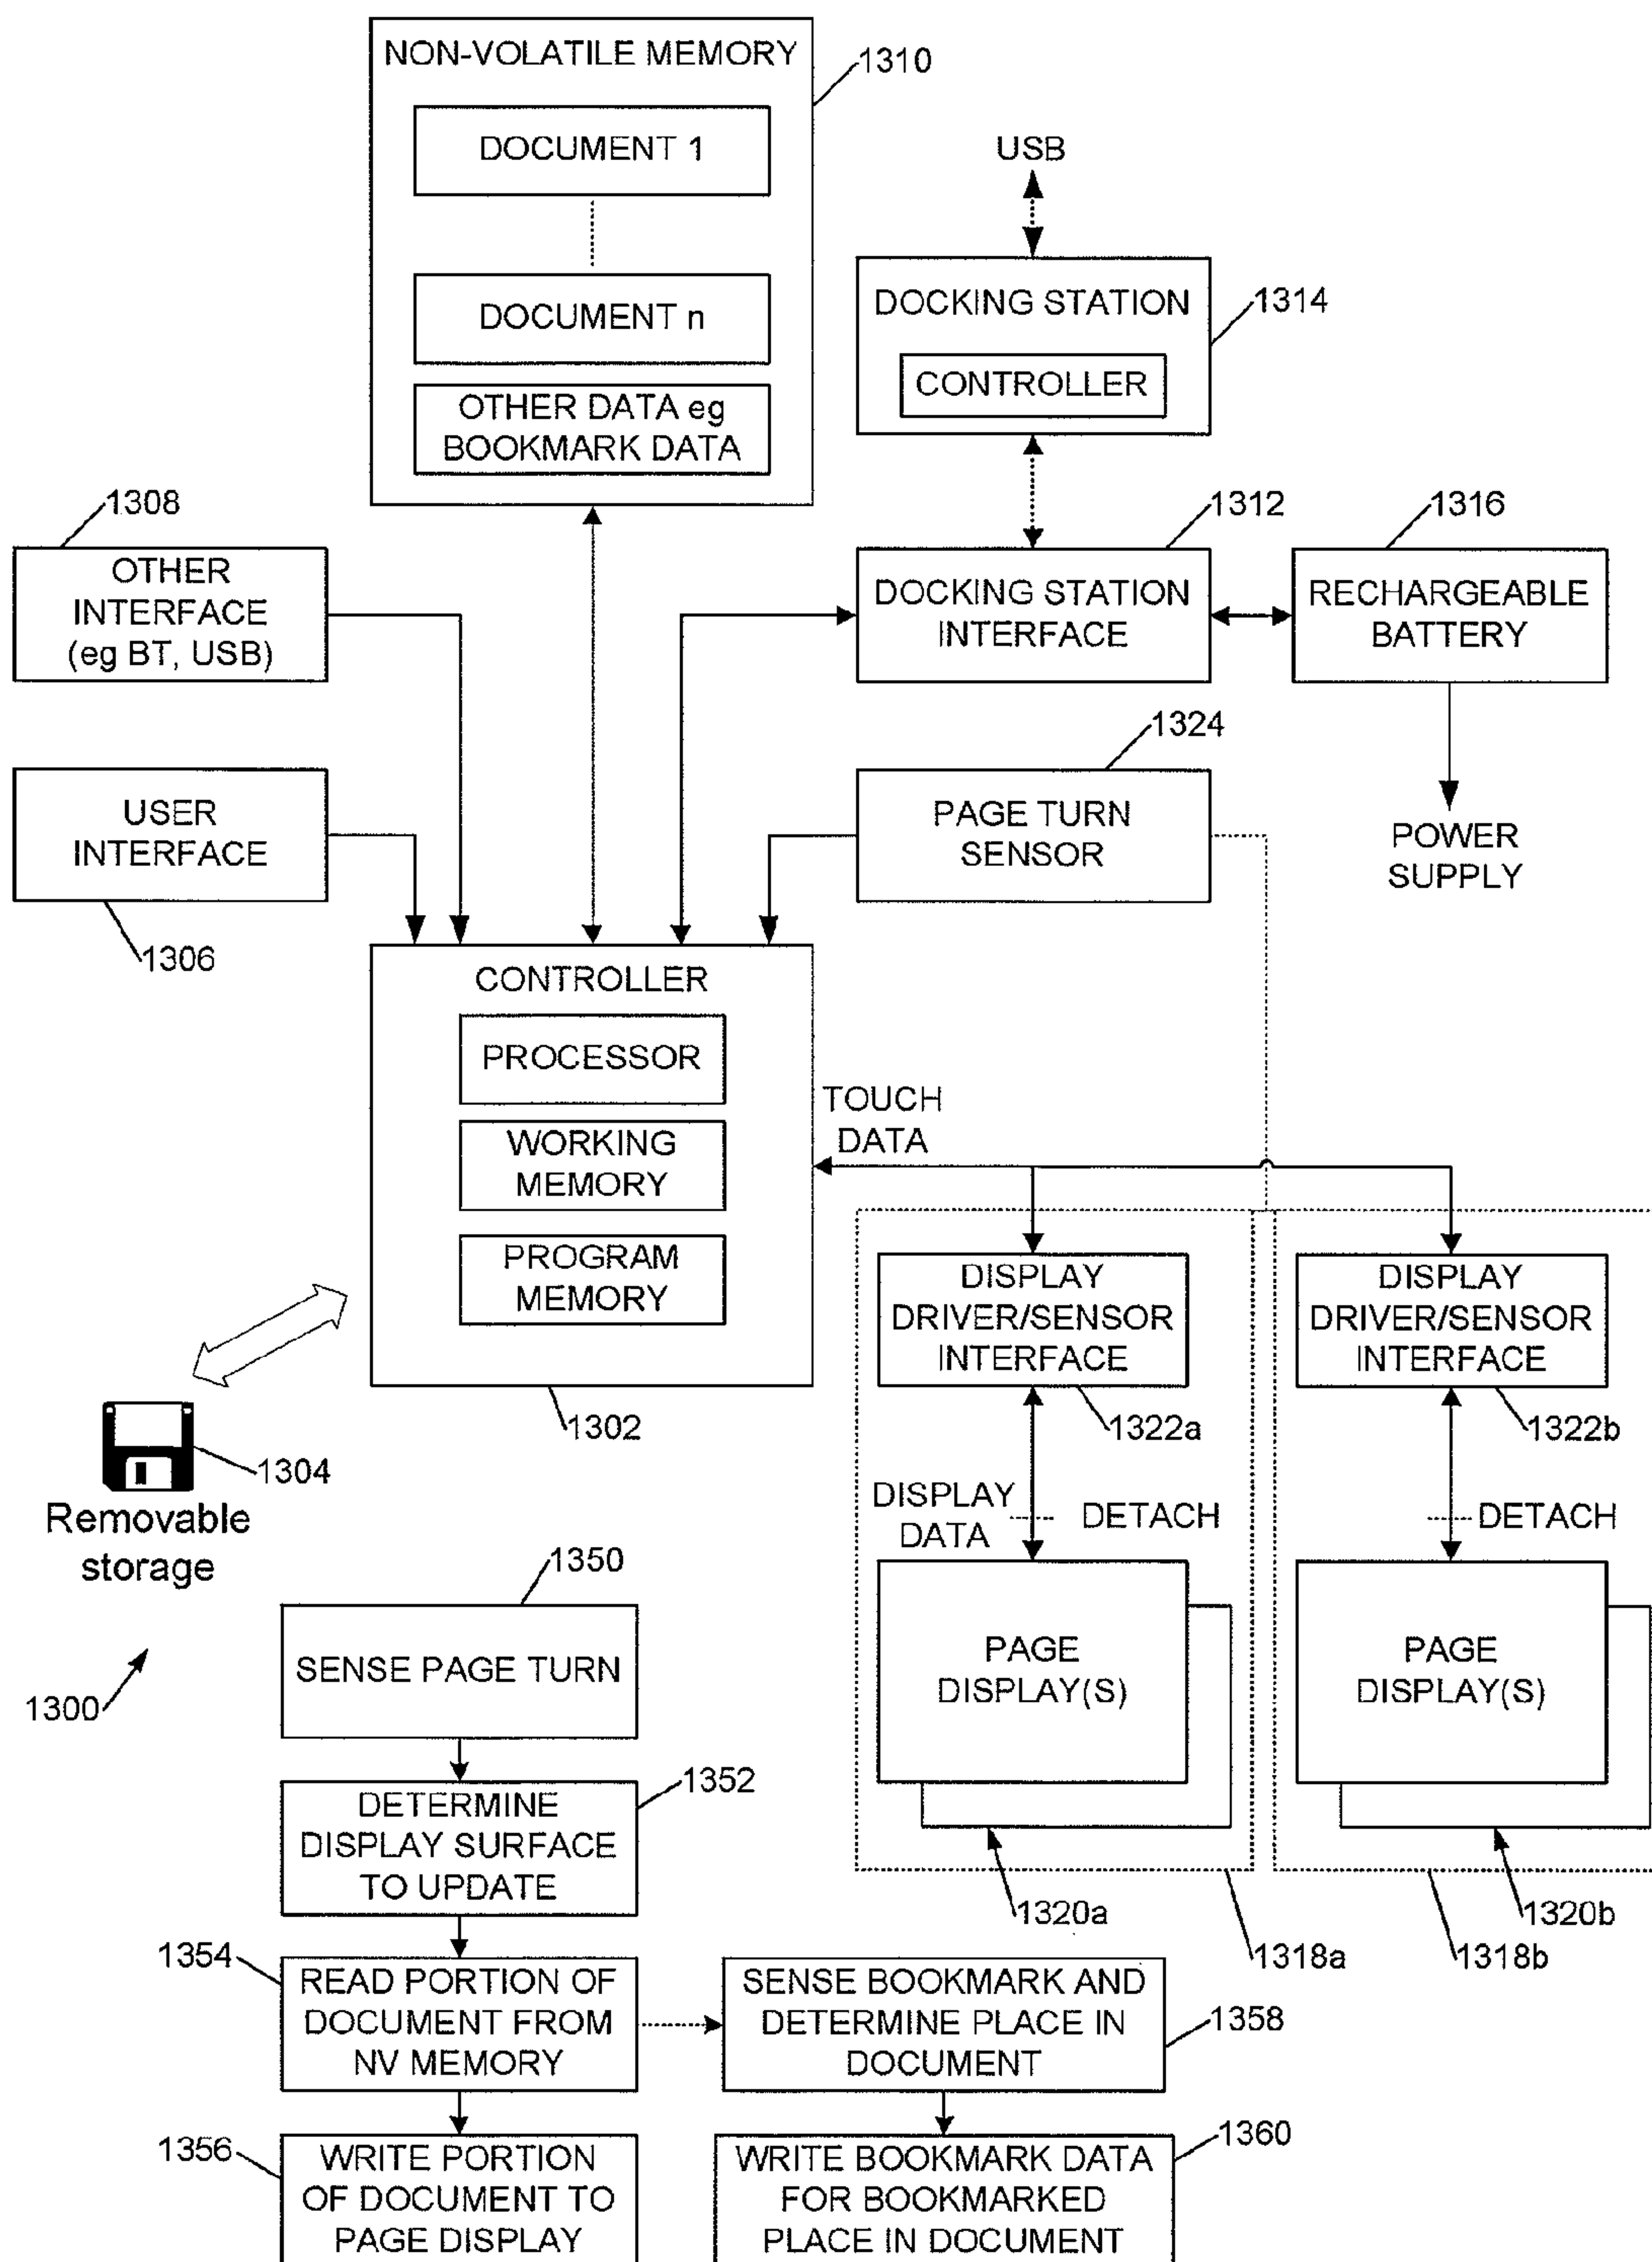 NON-VOLATILE MEMORY
1310
DOCUMENT 1
DOCUMENT n
OTHER DATA eg
BOOKMARK DATA
USB
DOCKING STATION
1314
CONTROLLER
1308
OTHER
INTERFACE
(eg BT, USB)
1312
DOCKING STATION
INTERFACE
1316
RECHARGEABLE
BATTERY
POWER
SUPPLY
USER
INTERFACE
1306
1324
PAGE TURN
SENSOR
CONTROLLER
PROCESSOR
WORKING
MEMORY
PROGRAM
MEMORY
1302
TOUCH
DATA
1304
Removable
storage
1300
DISPLAY
DRIVER/SENSOR
INTERFACE
1322a
DISPLAY
DATA
DETACH
PAGE
DISPLAY(S)
1320a
1318a
DISPLAY
DRIVER/SENSOR
INTERFACE
1322b
DETACH
PAGE
DISPLAY(S)
1320b
1318b
1350
SENSE PAGE TURN
1352
DETERMINE
DISPLAY SURFACE
TO UPDATE
1354
READ PORTION OF
DOCUMENT FROM
NV MEMORY
SENSE BOOKMARK AND
DETERMINE PLACE IN
DOCUMENT
1358
1356
WRITE PORTION
OF DOCUMENT TO
PAGE DISPLAY
WRITE BOOKMARK DATA
FOR BOOKMARKED
PLACE IN DOCUMENT
1360